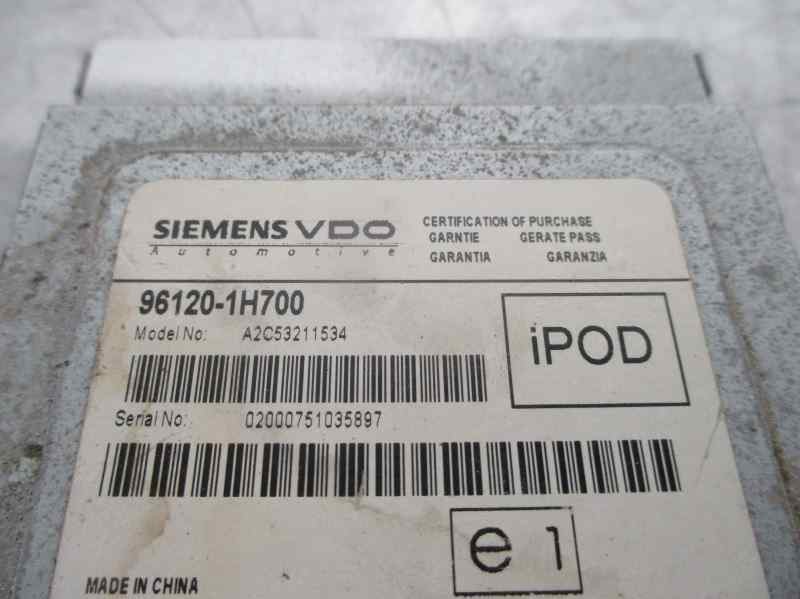 SIEMENS VDO
Automotive
CERTIFICATION OF PURCHASE
GARNTIE GERATE PASS
GARANTIA GARANZIA
96120-1H700
Model No: A2C53211534
iPOD
Serial No: 02000751035897
e1
MADE IN CHINA